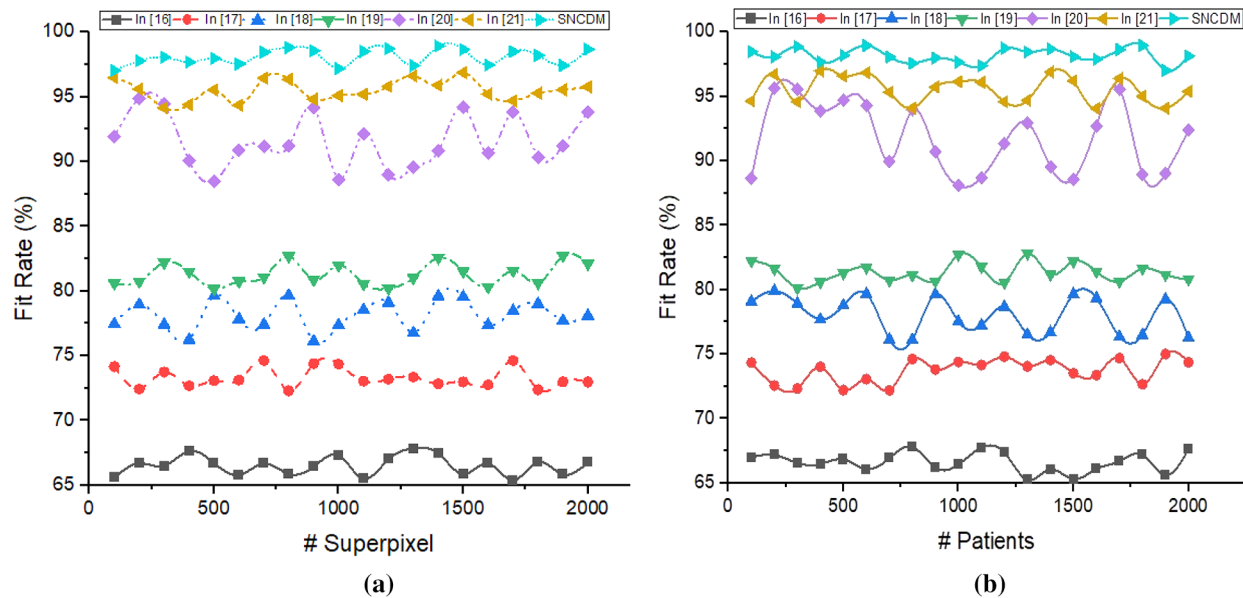 In [16] In [17] In [18] In [19] In [20] In [21] SNCDM
100
95
90
85
80
75
70
65
Fit Rate (%)
0 500 1000 1500 2000
# Superpixel
(a)
In [16] In [17] In [18] In [19] In [20] In [21] SNCDM
100
95
90
85
80
75
70
65
Fit Rate (%)
0 500 1000 1500 2000
# Patients
(b)